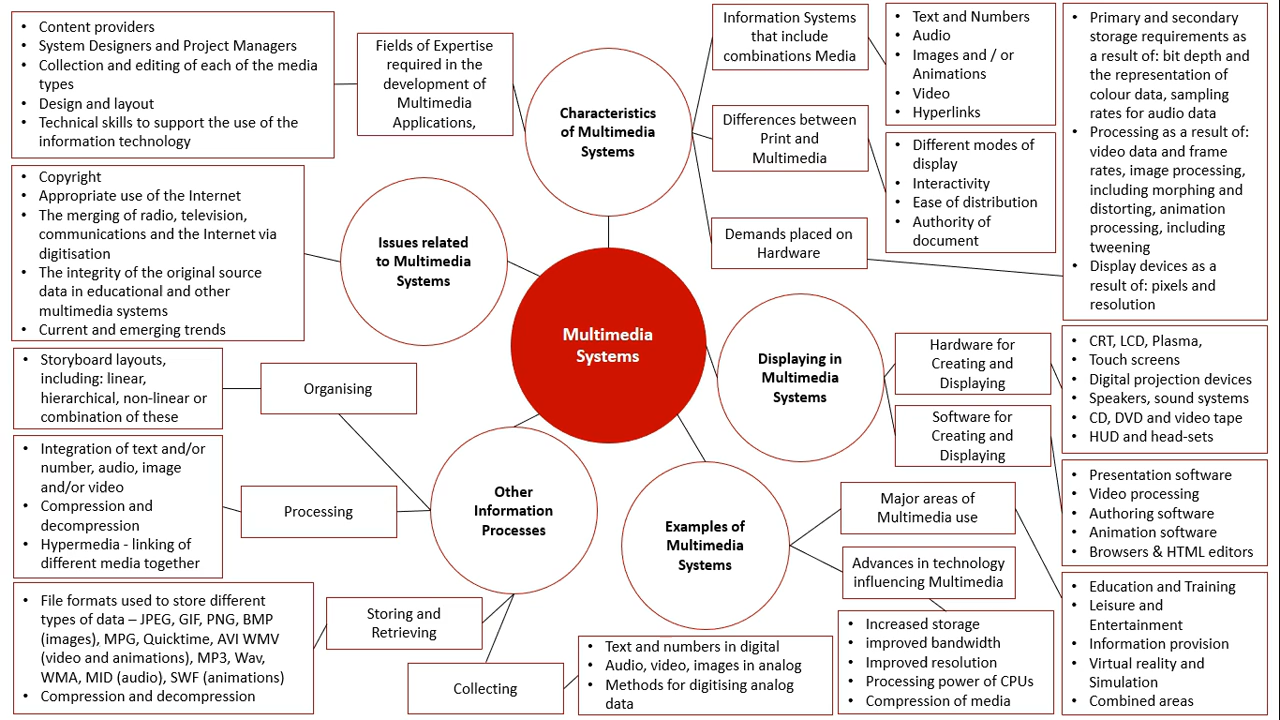 • Content providers
• System Designers and Project Managers
• Collection and editing of each of the media
types
• Design and layout
• Technical skills to support the use of the
information technology
Fields of Expertise
required in the
development of
Multimedia
Applications,
Characteristics
of Multimedia
Systems
Information Systems
that include
combinations Media
• Text and Numbers
• Audio
• Images and / or
Animations
• Video
• Hyperlinks
Differences between
Print and
Multimedia
• Different modes of
display
• Interactivity
• Ease of distribution
• Authority of
document
Demands placed on
Hardware
• Primary and secondary
storage requirements as
a result of: bit depth and
the representation of
colour data, sampling
rates for audio data
• Processing as a result of:
video data and frame
rates, image processing,
including morphing and
distorting, animation
processing, including
tweening
• Display devices as a
result of: pixels and
resolution
• Copyright
• Appropriate use of the Internet
• The merging of radio, television,
communications and the Internet via
digitisation
• The integrity of the original source
data in educational and other
multimedia systems
• Current and emerging trends
Issues related
to Multimedia
Systems
Multimedia
Systems
Displaying in
Multimedia
Systems
Hardware for
Creating and
Displaying
• CRT, LCD, Plasma,
• Touch screens
• Digital projection devices
• Speakers, sound systems
• CD, DVD and video tape
• HUD and head-sets
Software for
Creating and
Displaying
• Presentation software
• Video processing
• Authoring software
• Animation software
• Browsers & HTML editors
• Storyboard layouts,
including: linear,
hierarchical, non-linear or
combination of these
Organising
• Integration of text and/or
number, audio, image
and/or video
• Compression and
decompression
• Hypermedia - linking of
different media together
Processing
Other
Information
Processes
• File formats used to store different
types of data – JPEG, GIF, PNG, BMP
(images), MPG, Quicktime, AVI WMV
(video and animations), MP3, Wav,
WMA, MID (audio), SWF (animations)
• Compression and decompression
Storing and
Retrieving
Collecting
• Text and numbers in digital
• Audio, video, images in analog
• Methods for digitising analog
data
Examples of
Multimedia
Systems
Major areas of
Multimedia use
Advances in technology
influencing Multimedia
• Increased storage
• improved bandwidth
• Improved resolution
• Processing power of CPUs
• Compression of media
• Education and Training
• Leisure and
Entertainment
• Information provision
• Virtual reality and
Simulation
• Combined areas